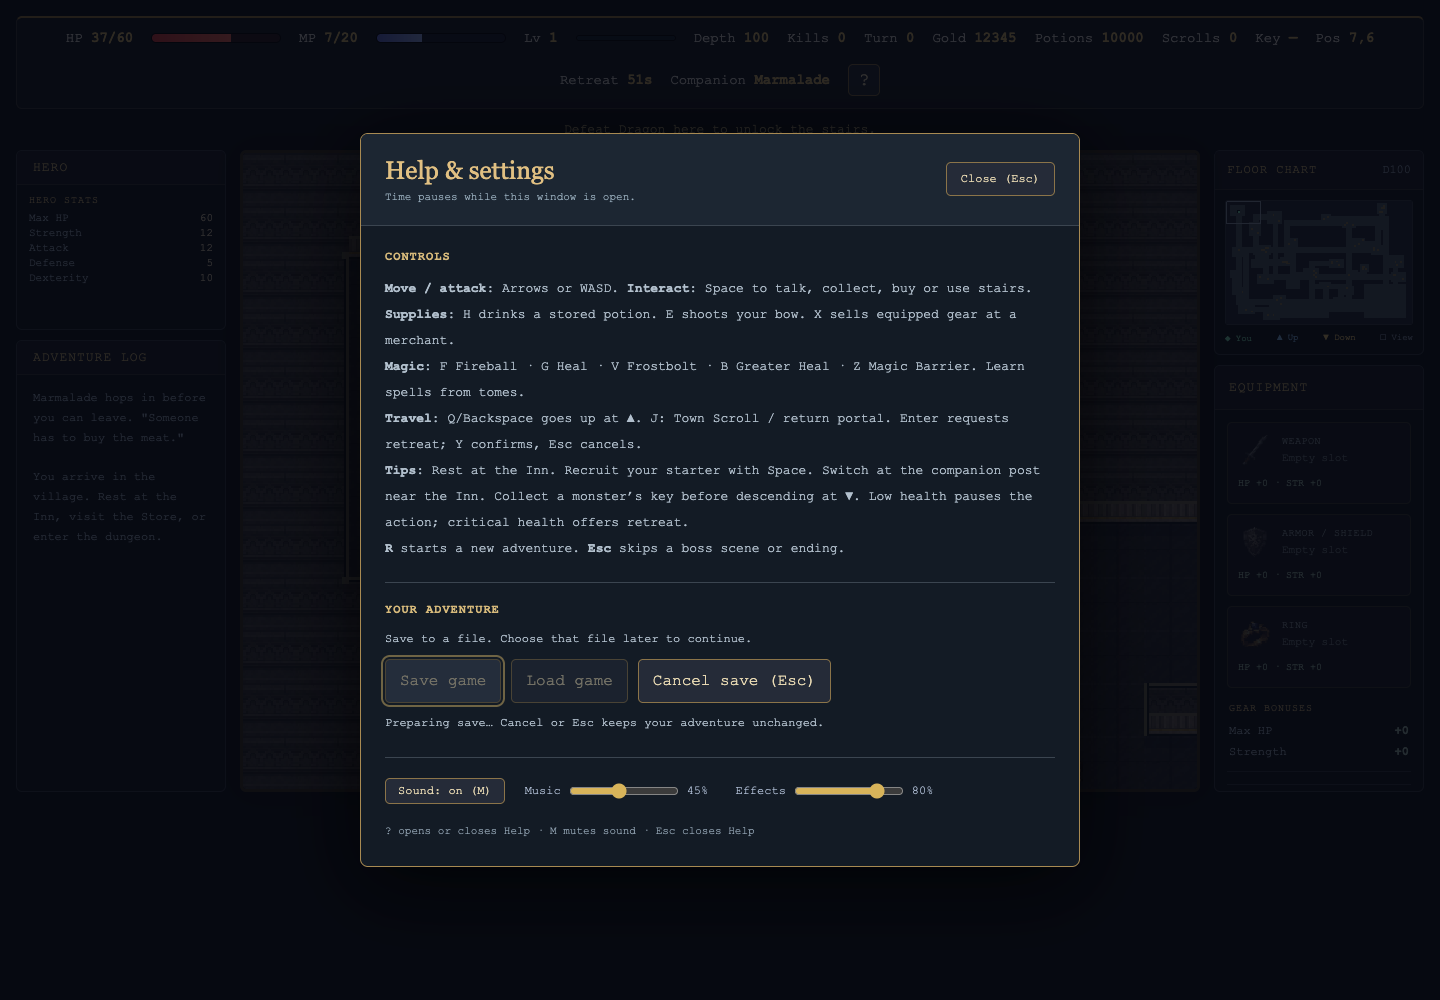 HP 37/60 MP 7/20 Lv 1 Depth 100 Kills 0 Turn 0 Gold 12345 Potions 10000 Scrolls 0 Key — Pos 7,6
Retreat 51s Companion Marmalade ?
Defeat Dragon here to unlock the stairs.
HERO
HERO STATS
Max HP 60
Strength 12
Attack 12
Defense 5
Dexterity 10
ADVENTURE LOG
Marmalade hops in before
you can leave. "Someone
has to buy the meat."
You arrive in the
village. Rest at the
Inn, visit the Store, or
enter the dungeon.
Help & settings
Time pauses while this window is open.
Close (Esc)
CONTROLS
Move / attack: Arrows or WASD. Interact: Space to talk, collect, buy or use stairs.
Supplies: H drinks a stored potion. E shoots your bow. X sells equipped gear at a
merchant.
Magic: F Fireball · G Heal · V Frostbolt · B Greater Heal · Z Magic Barrier. Learn
spells from tomes.
Travel: Q/Backspace goes up at ▲. J: Town Scroll / return portal. Enter requests
retreat; Y confirms, Esc cancels.
Tips: Rest at the Inn. Recruit your starter with Space. Switch at the companion post
near the Inn. Collect a monster’s key before descending at ▼. Low health pauses the
action; critical health offers retreat.
R starts a new adventure. Esc skips a boss scene or ending.
YOUR ADVENTURE
Save to a file. Choose that file later to continue.
Save game Load game Cancel save (Esc)
Preparing save… Cancel or Esc keeps your adventure unchanged.
Sound: on (M) Music 45% Effects 80%
? opens or closes Help · M mutes sound · Esc closes Help
FLOOR CHART D100
◆ You ▲ Up ▼ Down □ View
EQUIPMENT
WEAPON
Empty slot
HP +0 · STR +0
ARMOR / SHIELD
Empty slot
HP +0 · STR +0
RING
Empty slot
HP +0 · STR +0
GEAR BONUSES
Max HP +0
Strength +0